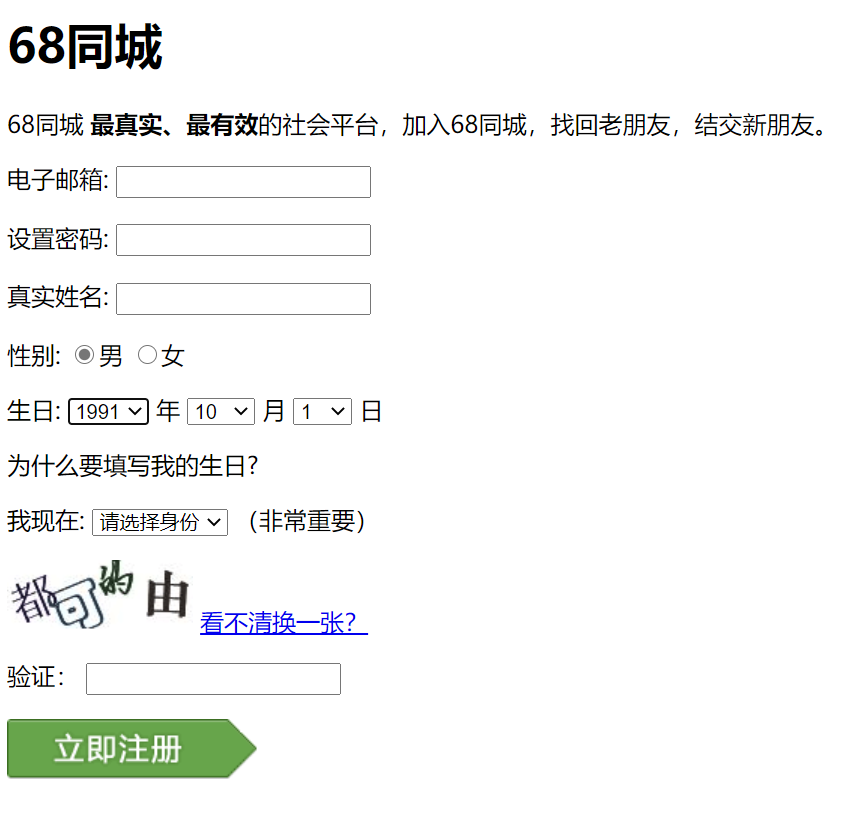 68同城
68同城 最真实、最有效的社会平台，加入68同城，找回老朋友，结交新朋友。
电子邮箱:
设置密码:
真实姓名:
性别: 男 女
生日: 1991 年 10 月 1 日
为什么要填写我的生日?
我现在: 请选择身份 （非常重要）
都可的由 看不清换一张？
验证：
立即注册